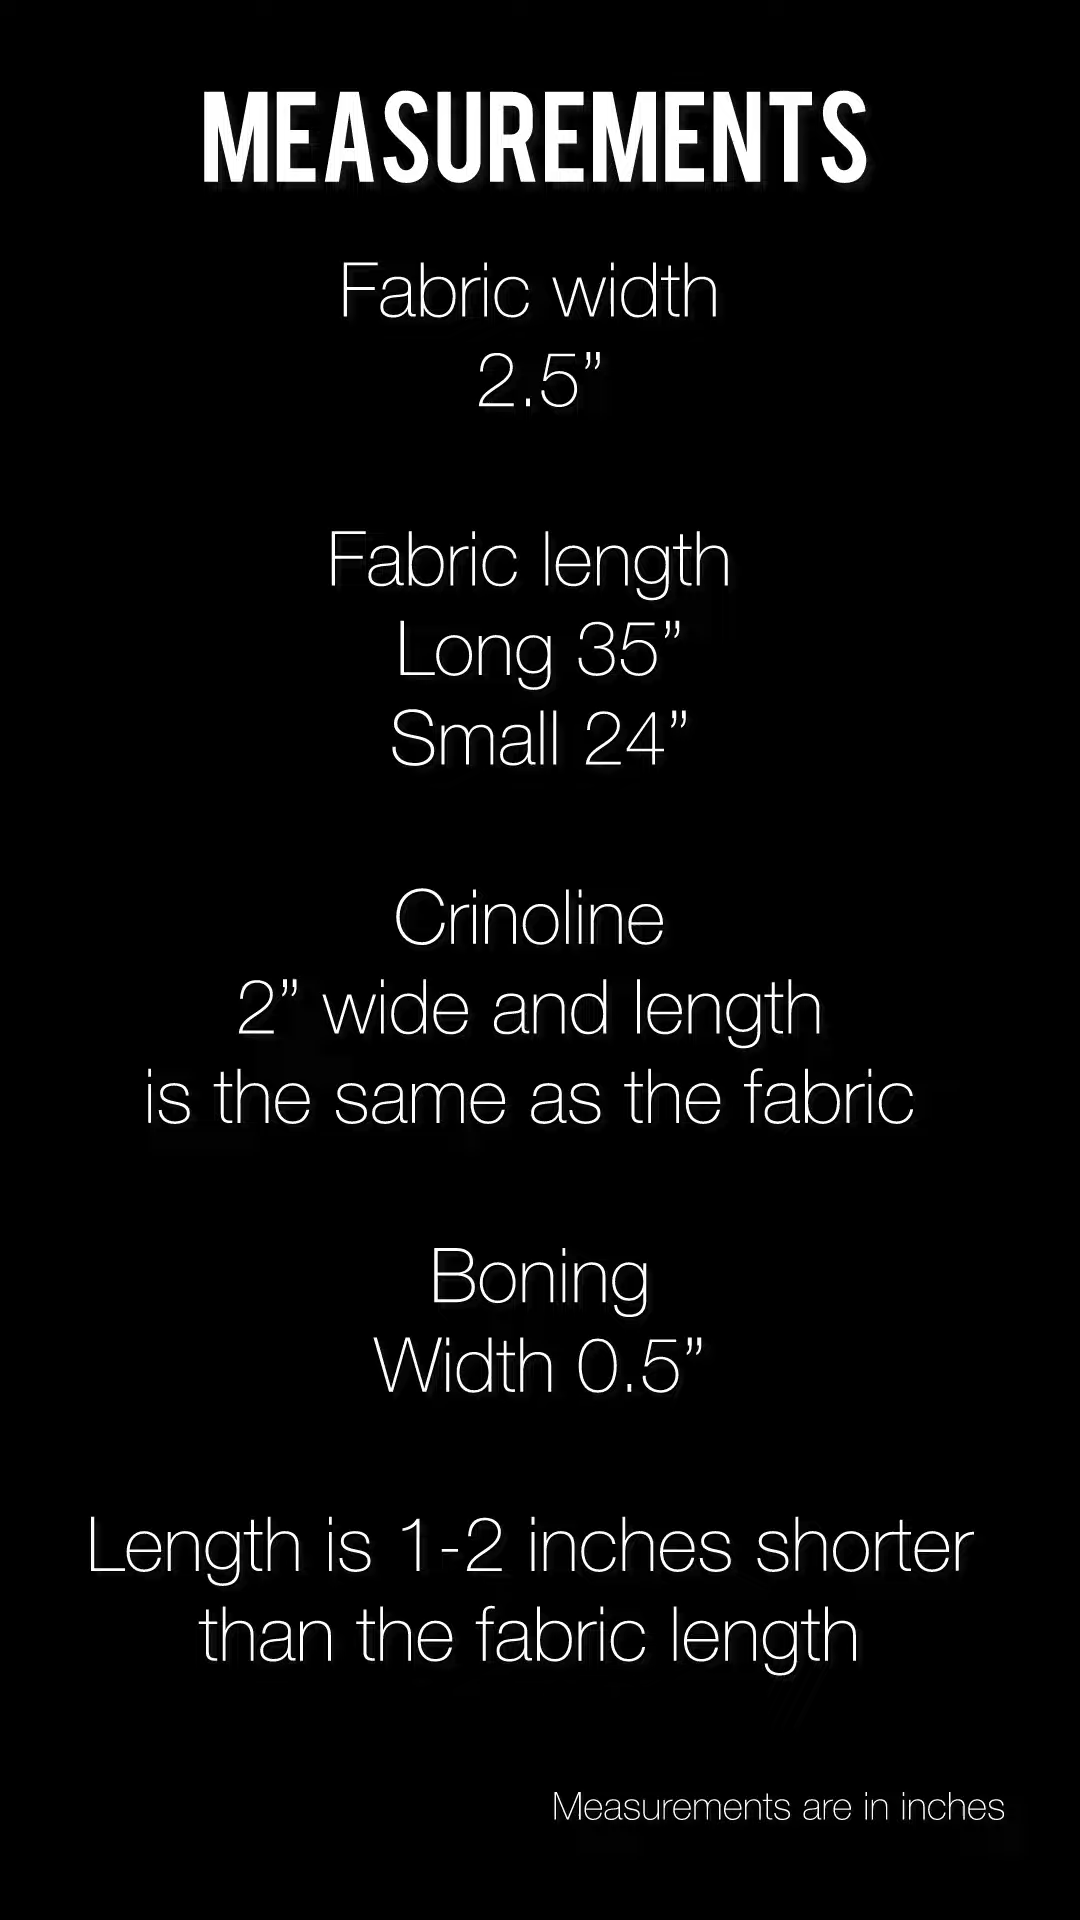 MEASUREMENTS
Fabric width
2.5”
Fabric length
Long 35”
Small 24”
Crinoline
2” wide and length
is the same as the fabric
Boning
Width 0.5”
Length is 1-2 inches shorter
than the fabric length
Measurements are in inches